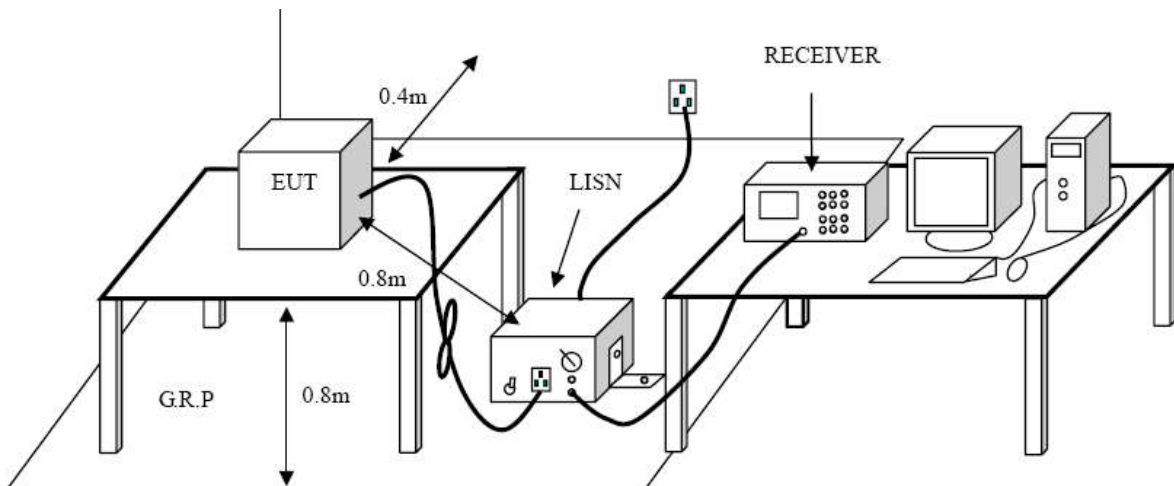 RECEIVER
0.4m
EUT
LISN
0.8m
G.R.P
0.8m